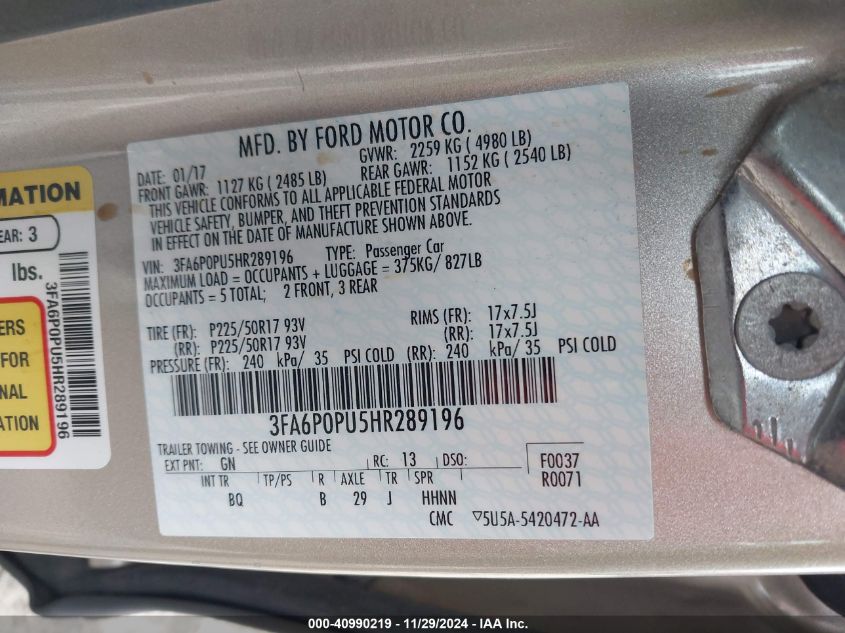 MFD. BY FORD MOTOR CO.
DATE: 01/17 GVWR: 2259 KG ( 4980 LB)
FRONT GAWR: 1127 KG ( 2485 LB) REAR GAWR: 1152 KG ( 2540 LB)
THIS VEHICLE CONFORMS TO ALL APPLICABLE FEDERAL MOTOR
VEHICLE SAFETY, BUMPER, AND THEFT PREVENTION STANDARDS
IN EFFECT ON THE DATE OF MANUFACTURE SHOWN ABOVE.
VIN: 3FA6P0PU5HR289196 TYPE: Passenger Car
MAXIMUM LOAD = OCCUPANTS + LUGGAGE = 375KG/ 827LB
OCCUPANTS = 5 TOTAL; 2 FRONT, 3 REAR
TIRE (FR): P225/50R17 93V RIMS (FR): 17x7.5J
(RR): P225/50R17 93V (RR): 17x7.5J
PRESSURE (FR): 240 kPa/ 35 PSI COLD (RR): 240 kPa/ 35 PSI COLD
3FA6P0PU5HR289196
TRAILER TOWING - SEE OWNER GUIDE
EXT PNT: GN RC: 13 DSO: F0037
R0071
INT TR TP/PS R AXLE TR SPR
BQ B 29 J HHNN
CMC ▽5U5A-5420472-AA
MATION
EAR: 3
lbs.
3FA6P0PU5HR289196
ERS
FOR
NAL
ATION
000-40990219 - 11/29/2024 - IAA Inc.